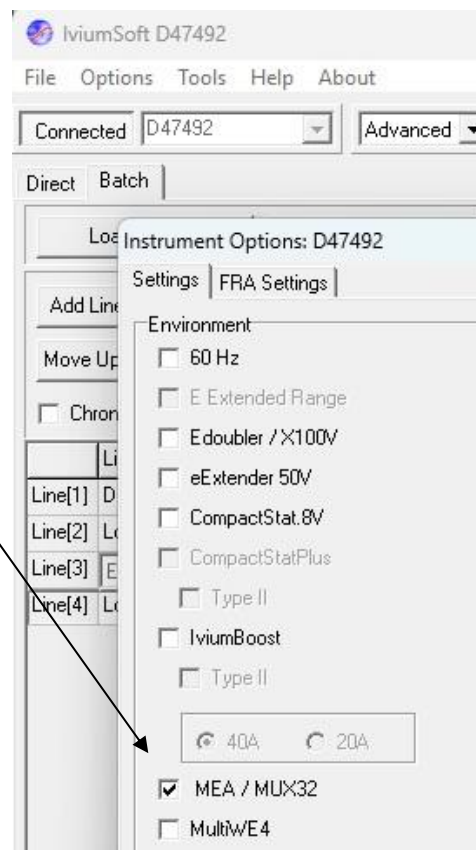 IviumSoft D47492
File Options Tools Help About
Connected D47492 Advanced
Direct Batch
Instrument Options: D47492
Settings FRA Settings
Add Line
Environment
Move Up
60 Hz
E Extended Range
Edoubler / X100V
eExtender 50V
Line[1] D
CompactStat.8V
Line[2]
CompactStatPlus
Line[3] E
Type II
Line[4]
IviumBoost
Type II
40A 20A
MEA / MUX32
MultiWE4